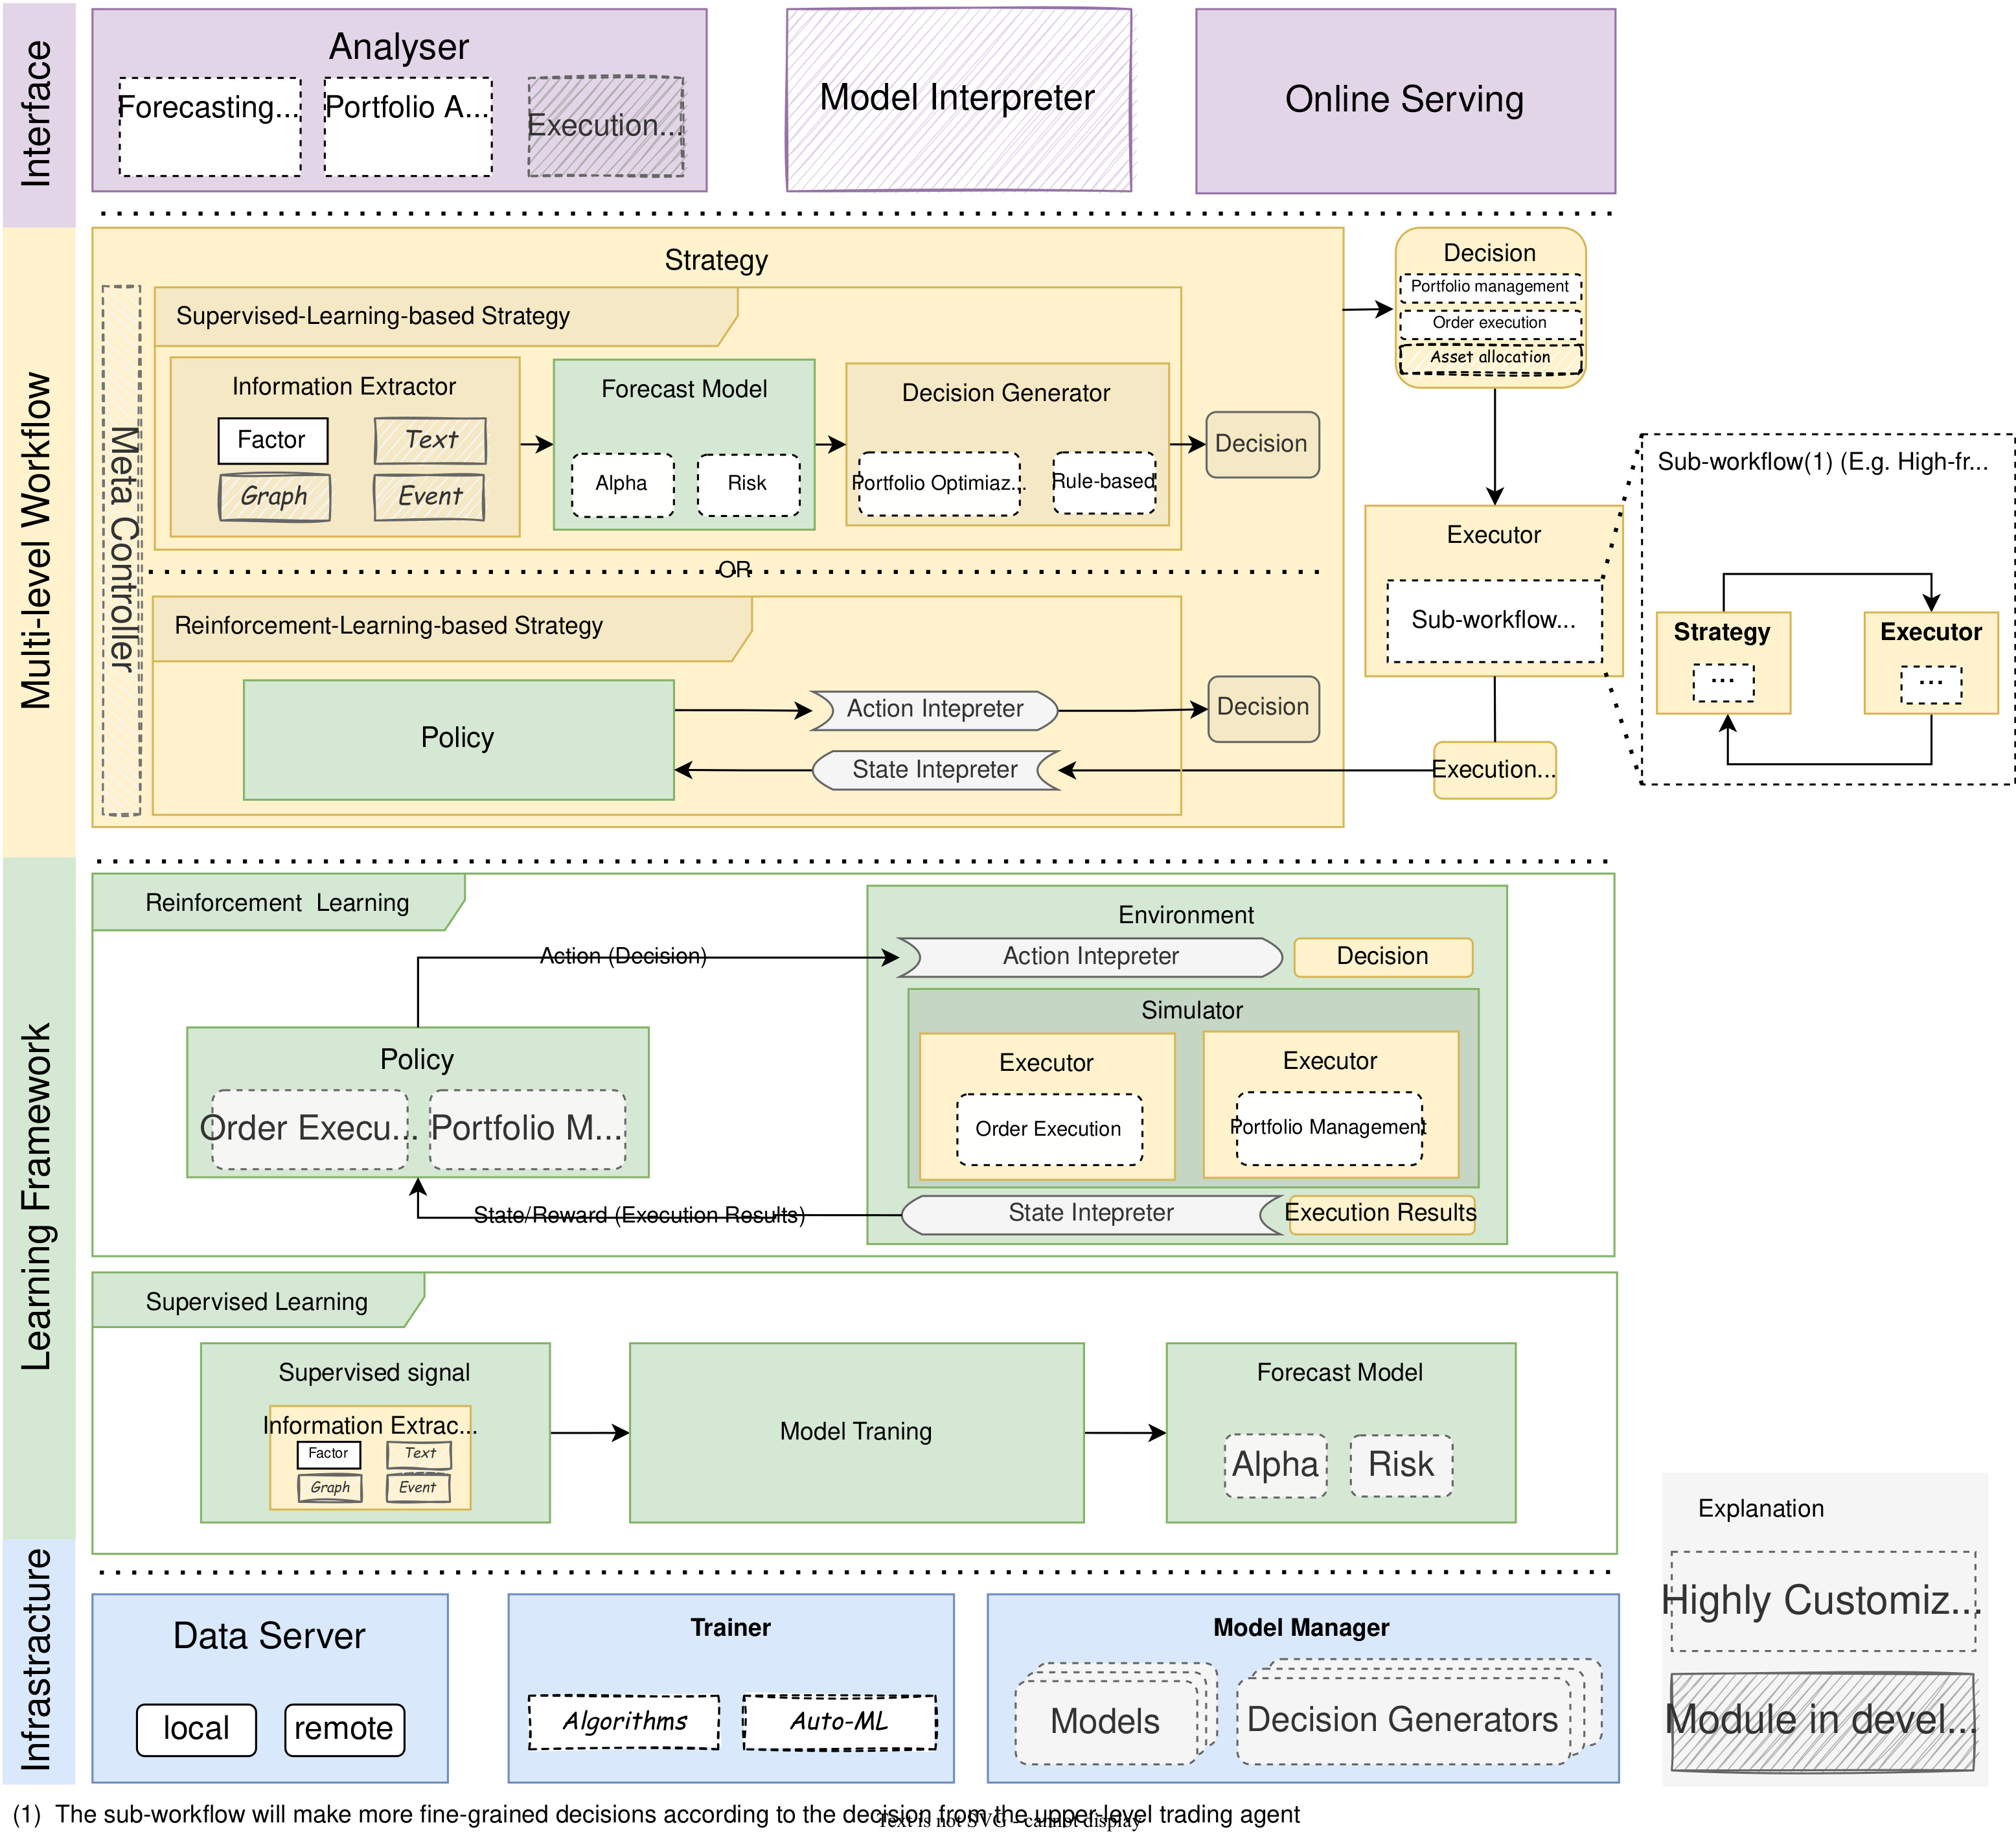 Interface
Analyser
Forecasting...
Portfolio A...
Execution...
Model Interpreter
Online Serving
Multi-level Workflow
Strategy
Meta Controller
Supervised-Learning-based Strategy
Information Extractor
Factor
Text
Graph
Event
Forecast Model
Alpha
Risk
Decision Generator
Portfolio Optimiaz...
Rule-based
Decision
OR
Reinforcement-Learning-based Strategy
Policy
Action Intepreter
State Intepreter
Decision
Decision
Portfolio management
Order execution
Asset allocation
Executor
Sub-workflow...
Execution...
Sub-workflow(1) (E.g. High-fr...
Strategy
...
Executor
...
Learning Framework
Reinforcement  Learning
Action (Decision)
Policy
Order Execu...
Portfolio M...
State/Reward (Execution Results)
Environment
Action Intepreter
Decision
Simulator
Executor
Order Execution
Executor
Portfolio Management
State Intepreter
Execution Results
Supervised Learning
Supervised signal
Information Extrac...
Factor
Text
Graph
Event
Model Traning
Forecast Model
Alpha
Risk
Explanation
Highly Customiz...
Module in devel...
Infrastracture
Data Server
local
remote
Trainer
Algorithms
Auto-ML
Model Manager
Models
Decision Generators
(1)  The sub-workflow will make more fine-grained decisions according to the decision from the upper-level trading agent
Text is not SVG - cannot display